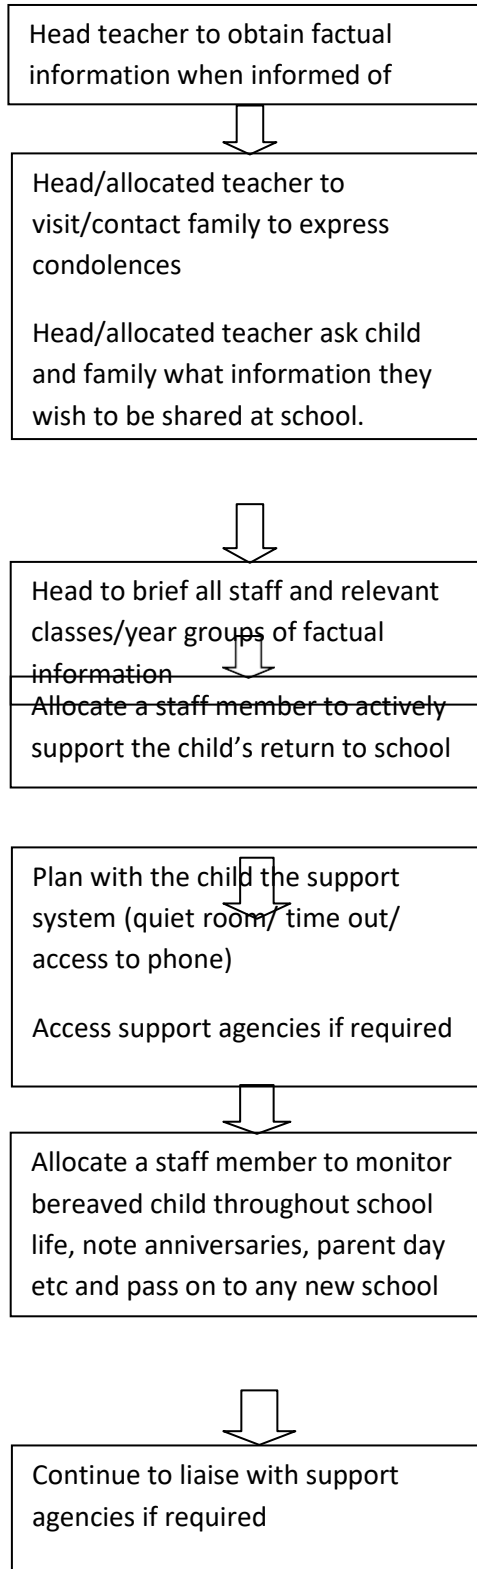 Head teacher to obtain factual
information when informed of
Head/allocated teacher to
visit/contact family to express
condolences
Head/allocated teacher ask child
and family what information they
wish to be shared at school.
Head to brief all staff and relevant
classes/year groups of factual
information
Allocate a staff member to actively
support the child’s return to school
Plan with the child the support
system (quiet room/ time out/
access to phone)
Access support agencies if required
Allocate a staff member to monitor
bereaved child throughout school
life, note anniversaries, parent day
etc and pass on to any new school
Continue to liaise with support
agencies if required